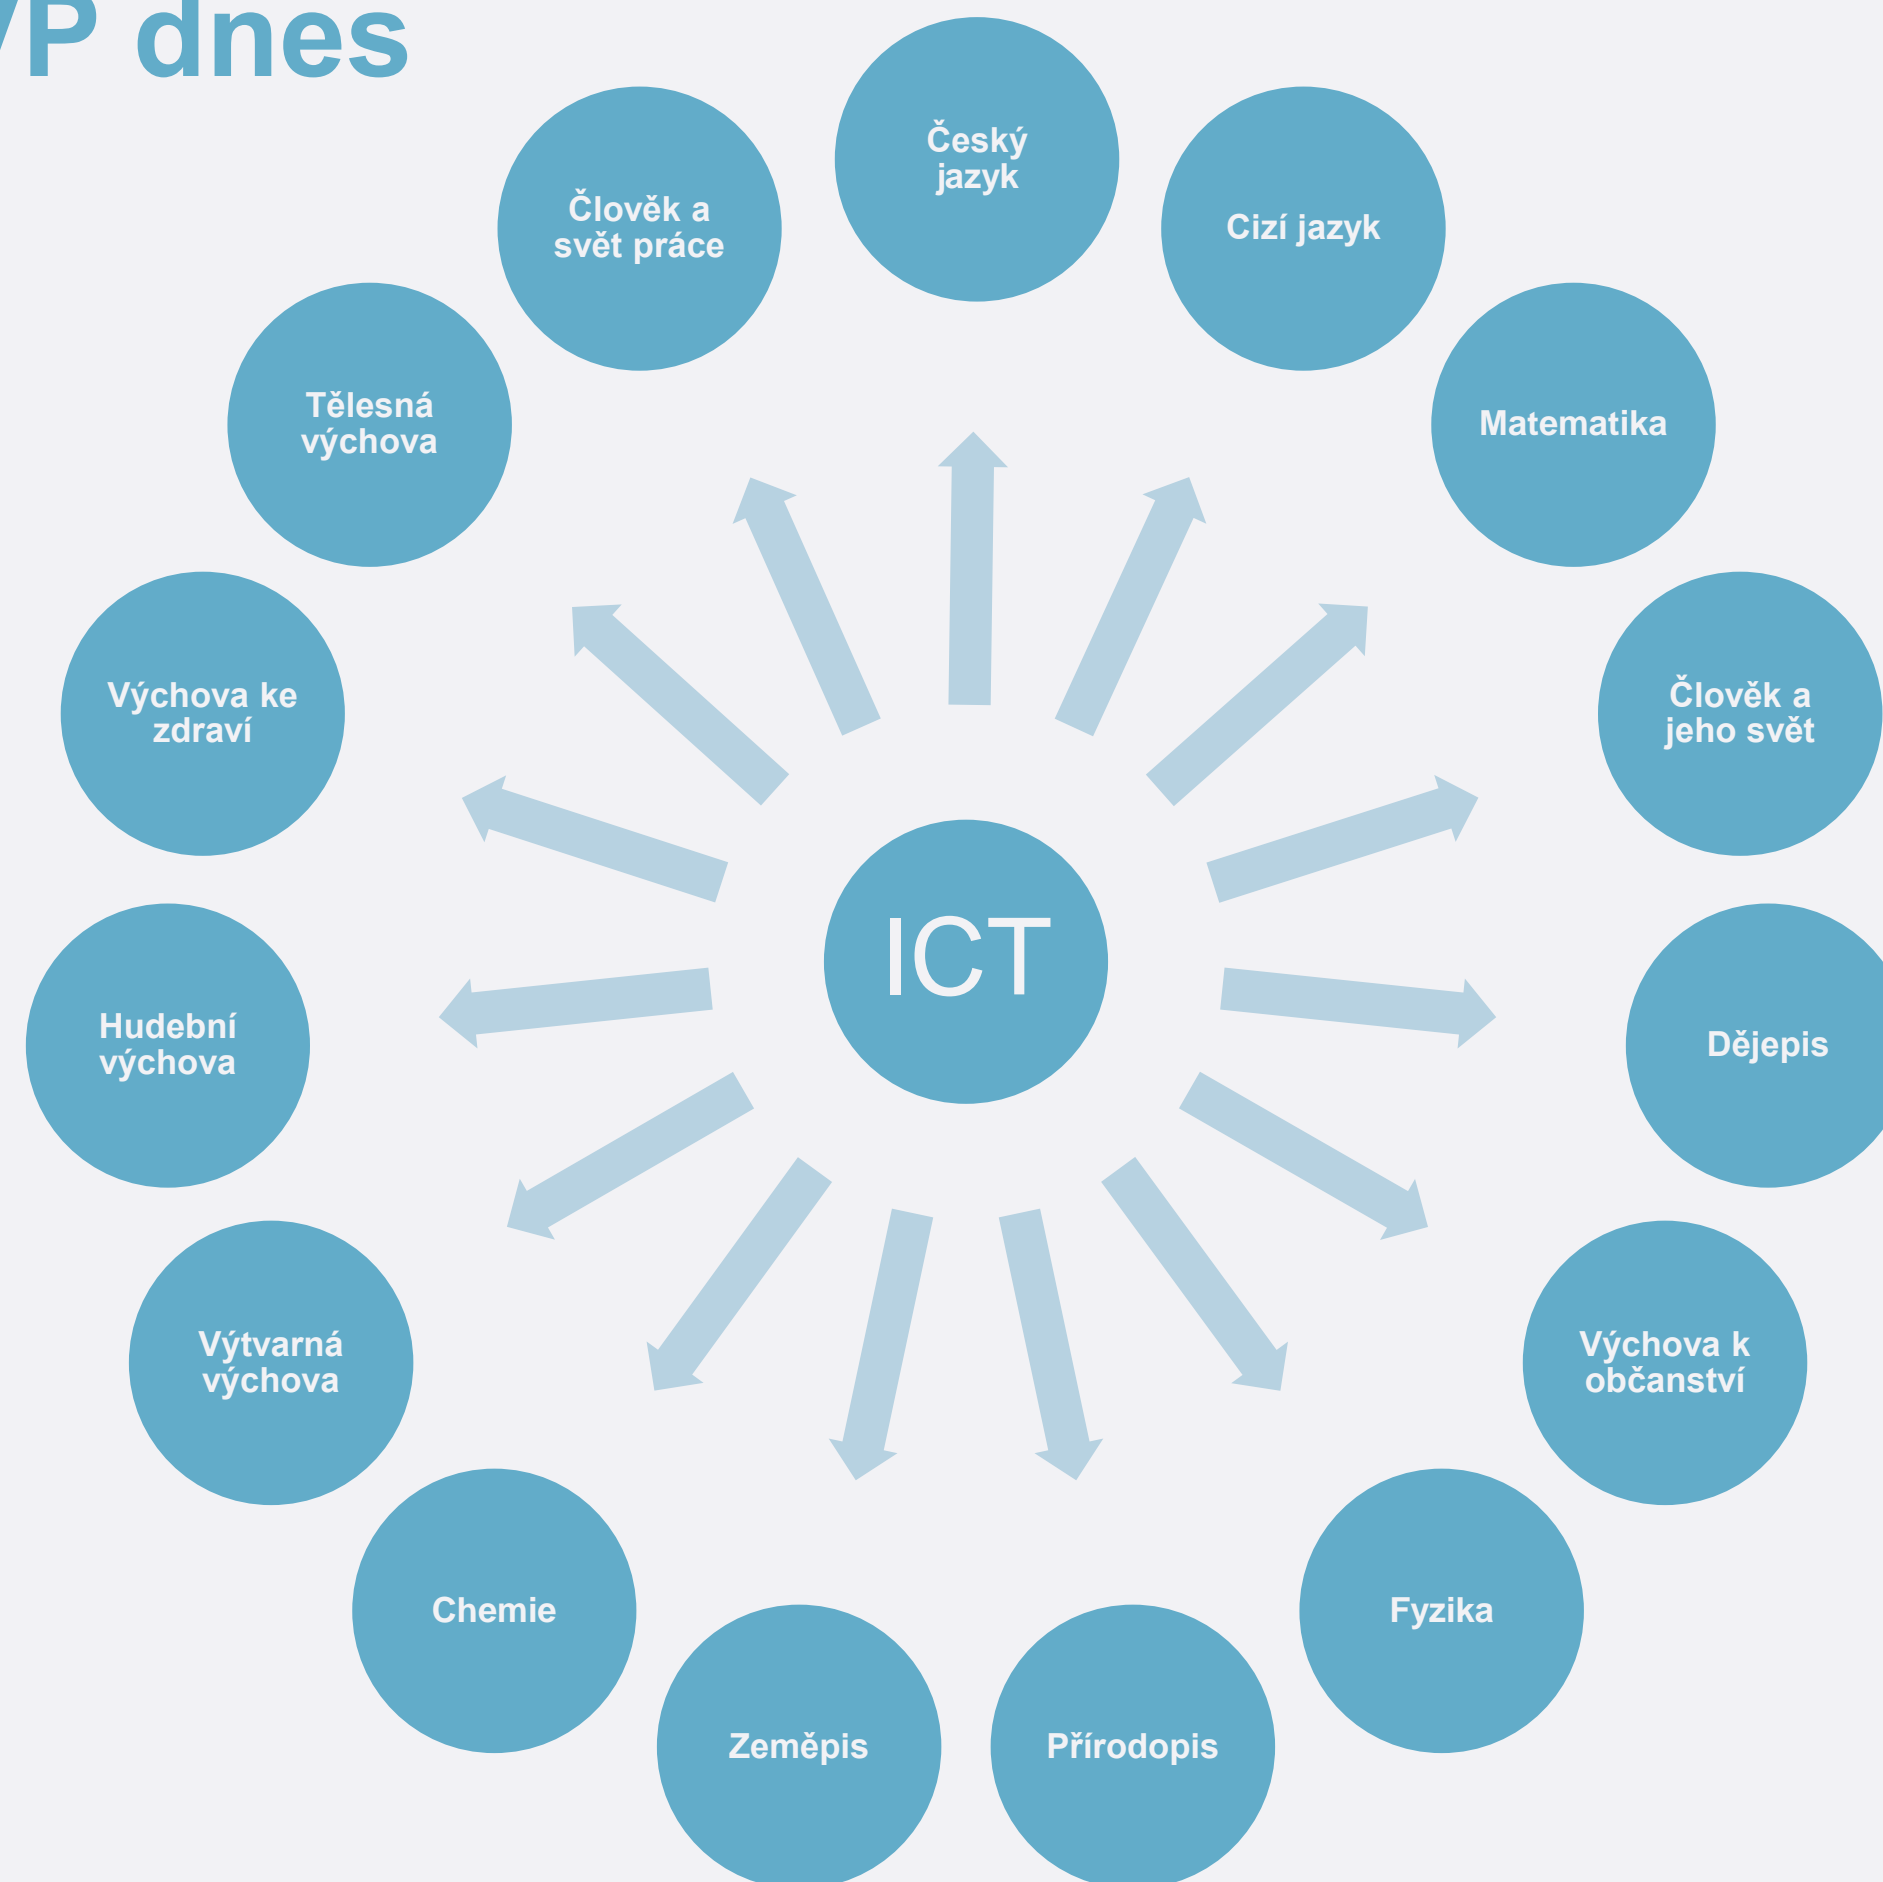 VP dnes
Český
jazyk
Cizí jazyk
Matematika
Člověk a
jeho svět
Dějepis
Výchova k
občanství
Fyzika
Přírodopis
Zeměpis
Chemie
Výtvarná
výchova
Hudební
výchova
Výchova ke
zdraví
Tělesná
výchova
Člověk a
svět práce
ICT